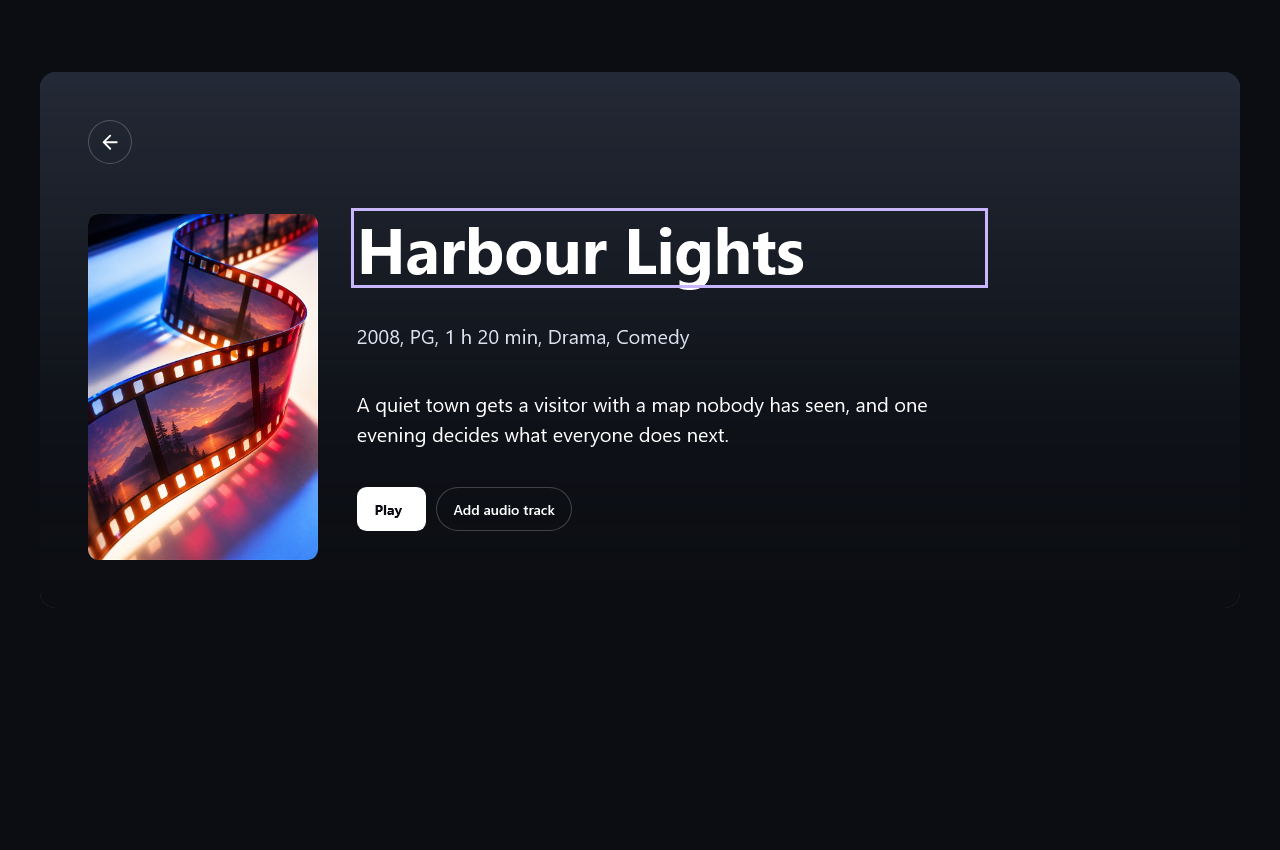 Harbour Lights
2008, PG, 1 h 20 min, Drama, Comedy
A quiet town gets a visitor with a map nobody has seen, and one
evening decides what everyone does next.
Play
Add audio track